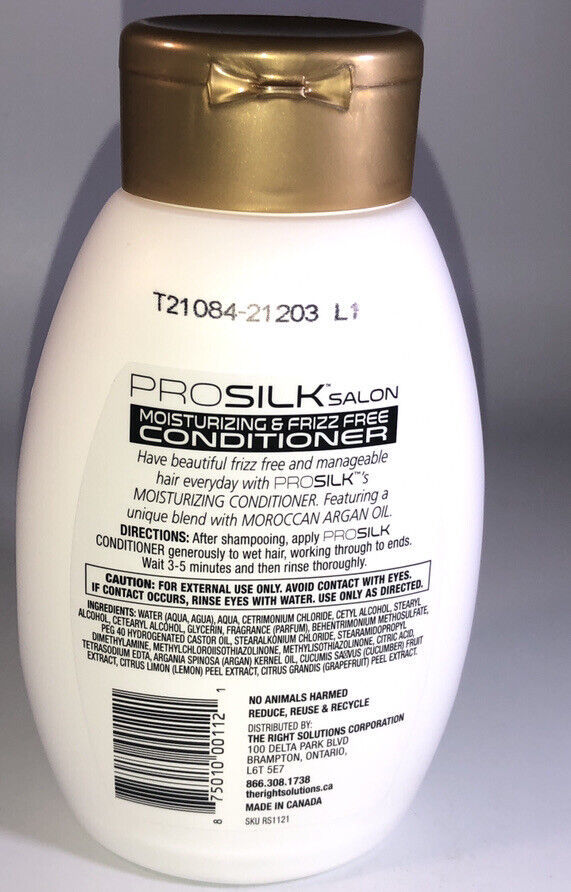 T21084-21203 L1
PROSILK™ SALON
MOISTURIZING & FRIZZ FREE
CONDITIONER
Have beautiful frizz free and manageable
hair everyday with PROSILK™'s
MOISTURIZING CONDITIONER. Featuring a
unique blend with MOROCCAN ARGAN OIL.
DIRECTIONS: After shampooing, apply PROSILK
CONDITIONER generously to wet hair, working through to ends.
Wait 3-5 minutes and then rinse thoroughly.
CAUTION: FOR EXTERNAL USE ONLY. AVOID CONTACT WITH EYES.
IF CONTACT OCCURS, RINSE EYES WITH WATER. USE ONLY AS DIRECTED.
INGREDIENTS: WATER (AQUA, AGUA), AQUA, CETRIMONIUM CHLORIDE, CETYL ALCOHOL, STEARYL
ALCOHOL, CETEARYL ALCOHOL, GLYCERIN, FRAGRANCE (PARFUM), BEHENTRIMONIUM METHOSULFATE,
PEG 40 HYDROGENATED CASTOR OIL, STEARALKONIUM CHLORIDE, STEARAMIDOPROPYL
DIMETHYLAMINE, METHYLCHLOROIISOTHIAZOLINONE, METHYLISOTHIAZOLINONE, CITRIC ACID,
TETRASODIUM EDTA, ARGANIA SPINOSA (ARGAN) KERNEL OIL, CUCUMIS (CUCUMBER) FRUIT
EXTRACT, CITRUS LIMON (LEMON) PEEL EXTRACT, CITRUS GRANDIS (GRAPEFRUIT) PEEL EXTRACT.
8 75010 00112 1
NO ANIMALS HARMED
REDUCE, REUSE & RECYCLE
DISTRIBUTED BY:
THE RIGHT SOLUTIONS CORPORATION
100 DELTA PARK BLVD
BRAMPTON, ONTARIO,
L6T 5E7
866.308.1738
therightsolutions.ca
MADE IN CANADA
SKU RS1121